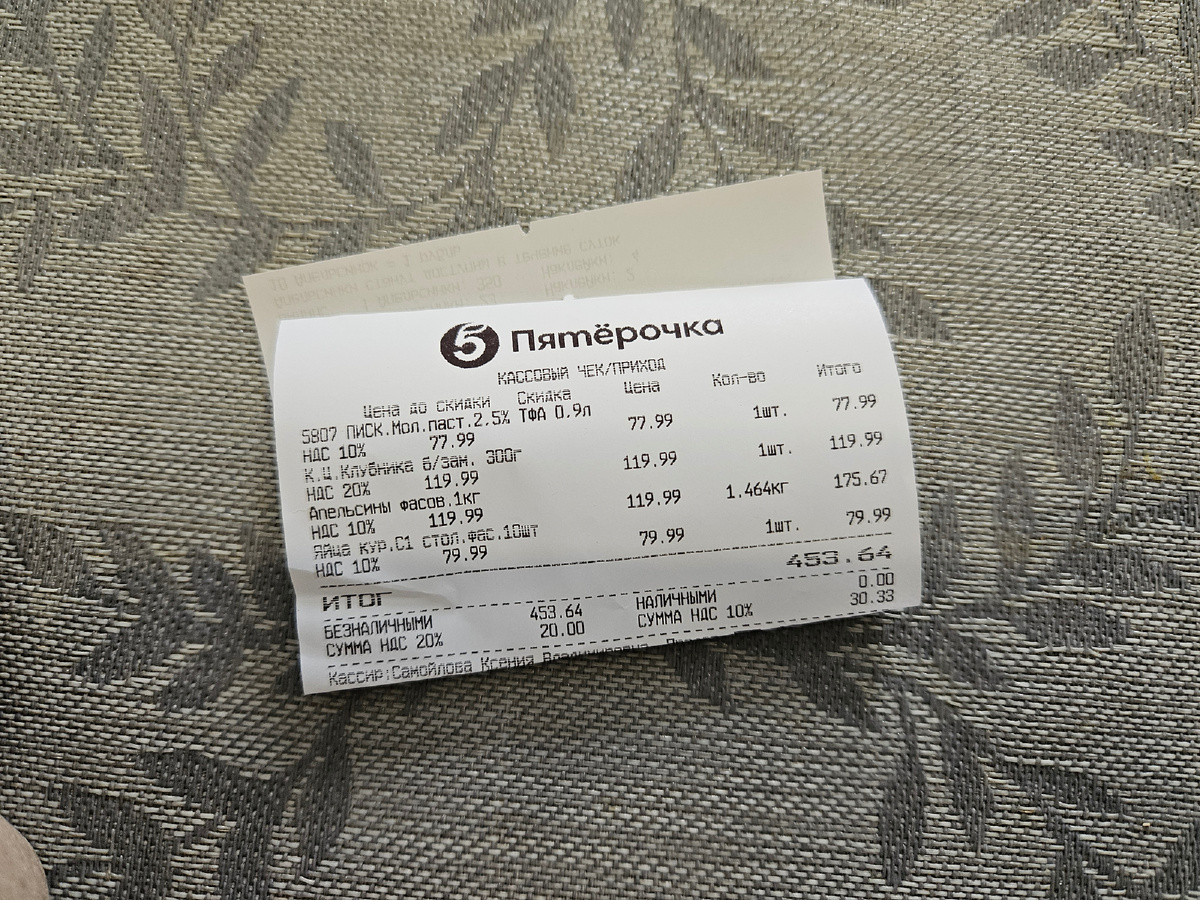 5 Пятёрочка
КАССОВЫЙ ЧЕК/ПРИХОД
Цена до скидки Скидка Цена Кол-во Итого
5807 ПИСК.Мол.паст.2.5% ТФА 0.9л
НДС 10% 77.99 77.99 1шт. 77.99
К.Ц.Клубника б/зам. 300г
НДС 20% 119.99 119.99 1шт. 119.99
Апельсины фасов.1кг
НДС 10% 119.99 119.99 1.464кг 175.67
Яйца кур.С1 стол.фас.10шт
НДС 10% 79.99 79.99 1шт. 79.99
ИТОГ 453.64
БЕЗНАЛИЧНЫМИ 453.64 НАЛИЧНЫМИ 0.00
СУММА НДС 20% 20.00 СУММА НДС 10% 30.33
Кассир:Самойлова Ксения Владимировна